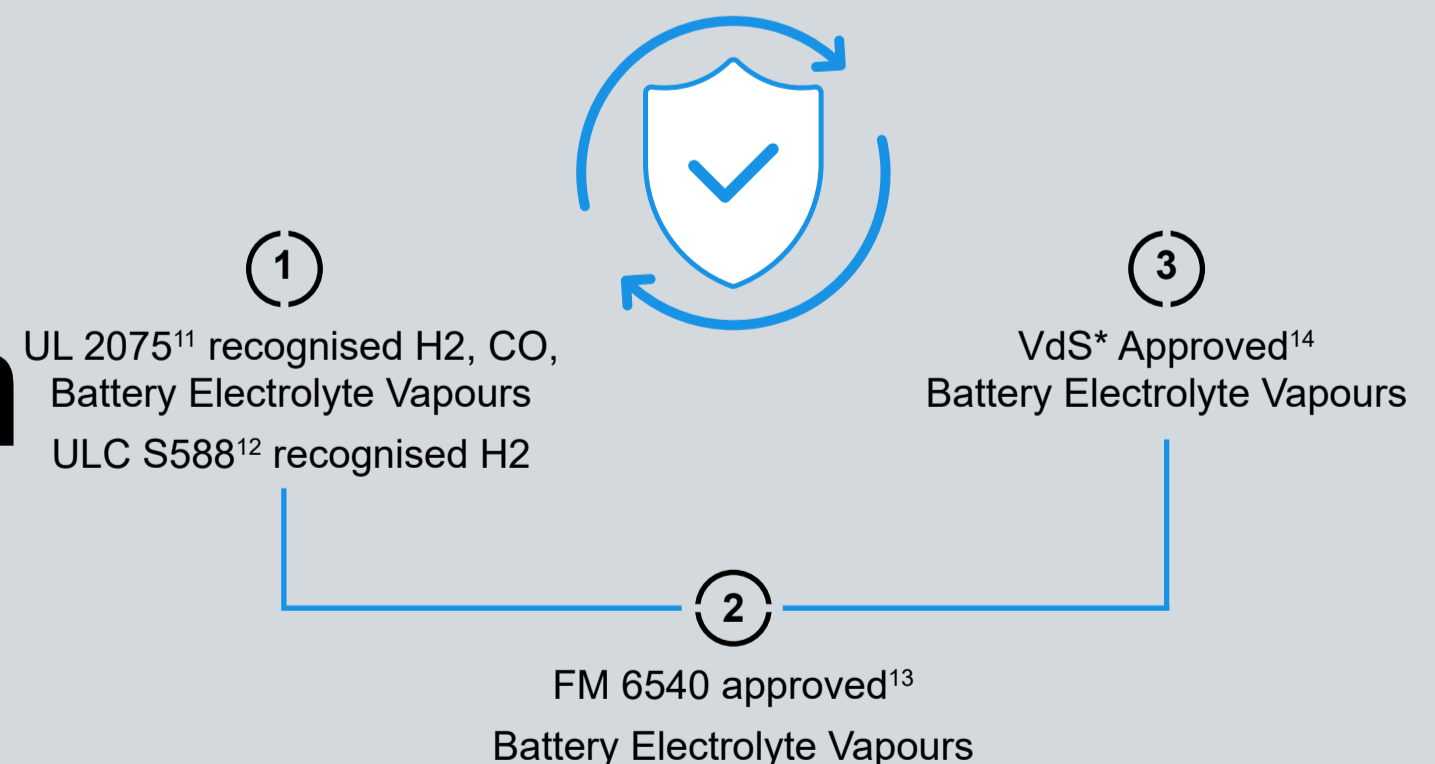 1
UL 2075¹¹ recognised H2, CO,
Battery Electrolyte Vapours
ULC S588¹² recognised H2
2
FM 6540 approved¹³
Battery Electrolyte Vapours
3
VdS* Approved¹⁴
Battery Electrolyte Vapours